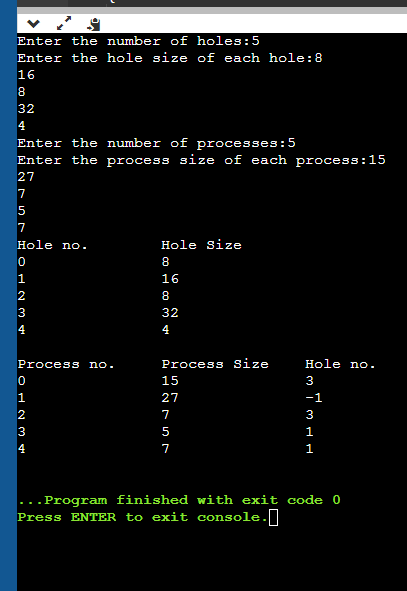 Enter the number of holes:5
Enter the hole size of each hole:8
16
8
32
4
Enter the number of processes:5
Enter the process size of each process:15
27
7
5
7
Hole no. Hole Size
0 8
1 16
2 8
3 32
4 4
Process no. Process Size Hole no.
0 15 3
1 27 -1
2 7 3
3 5 1
4 7 1
...Program finished with exit code 0
Press ENTER to exit console.